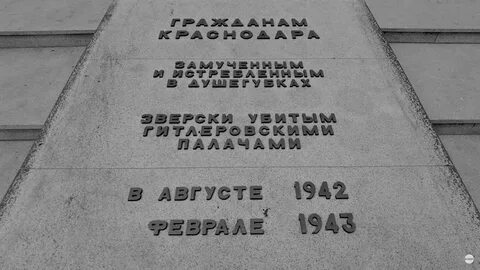 ГРАЖДАНАМ
КРАСНОДАРА
ЗАМУЧЕННЫМ
И ИСТРЕБЛЕННЫМ
В ДУШЕГУБКАХ
ЗВЕРСКИ УБИТЫМ
ГИТЛЕРОВСКИМИ
ПАЛАЧАМИ
В АВГУСТЕ 1942
ФЕВРАЛЕ 1943